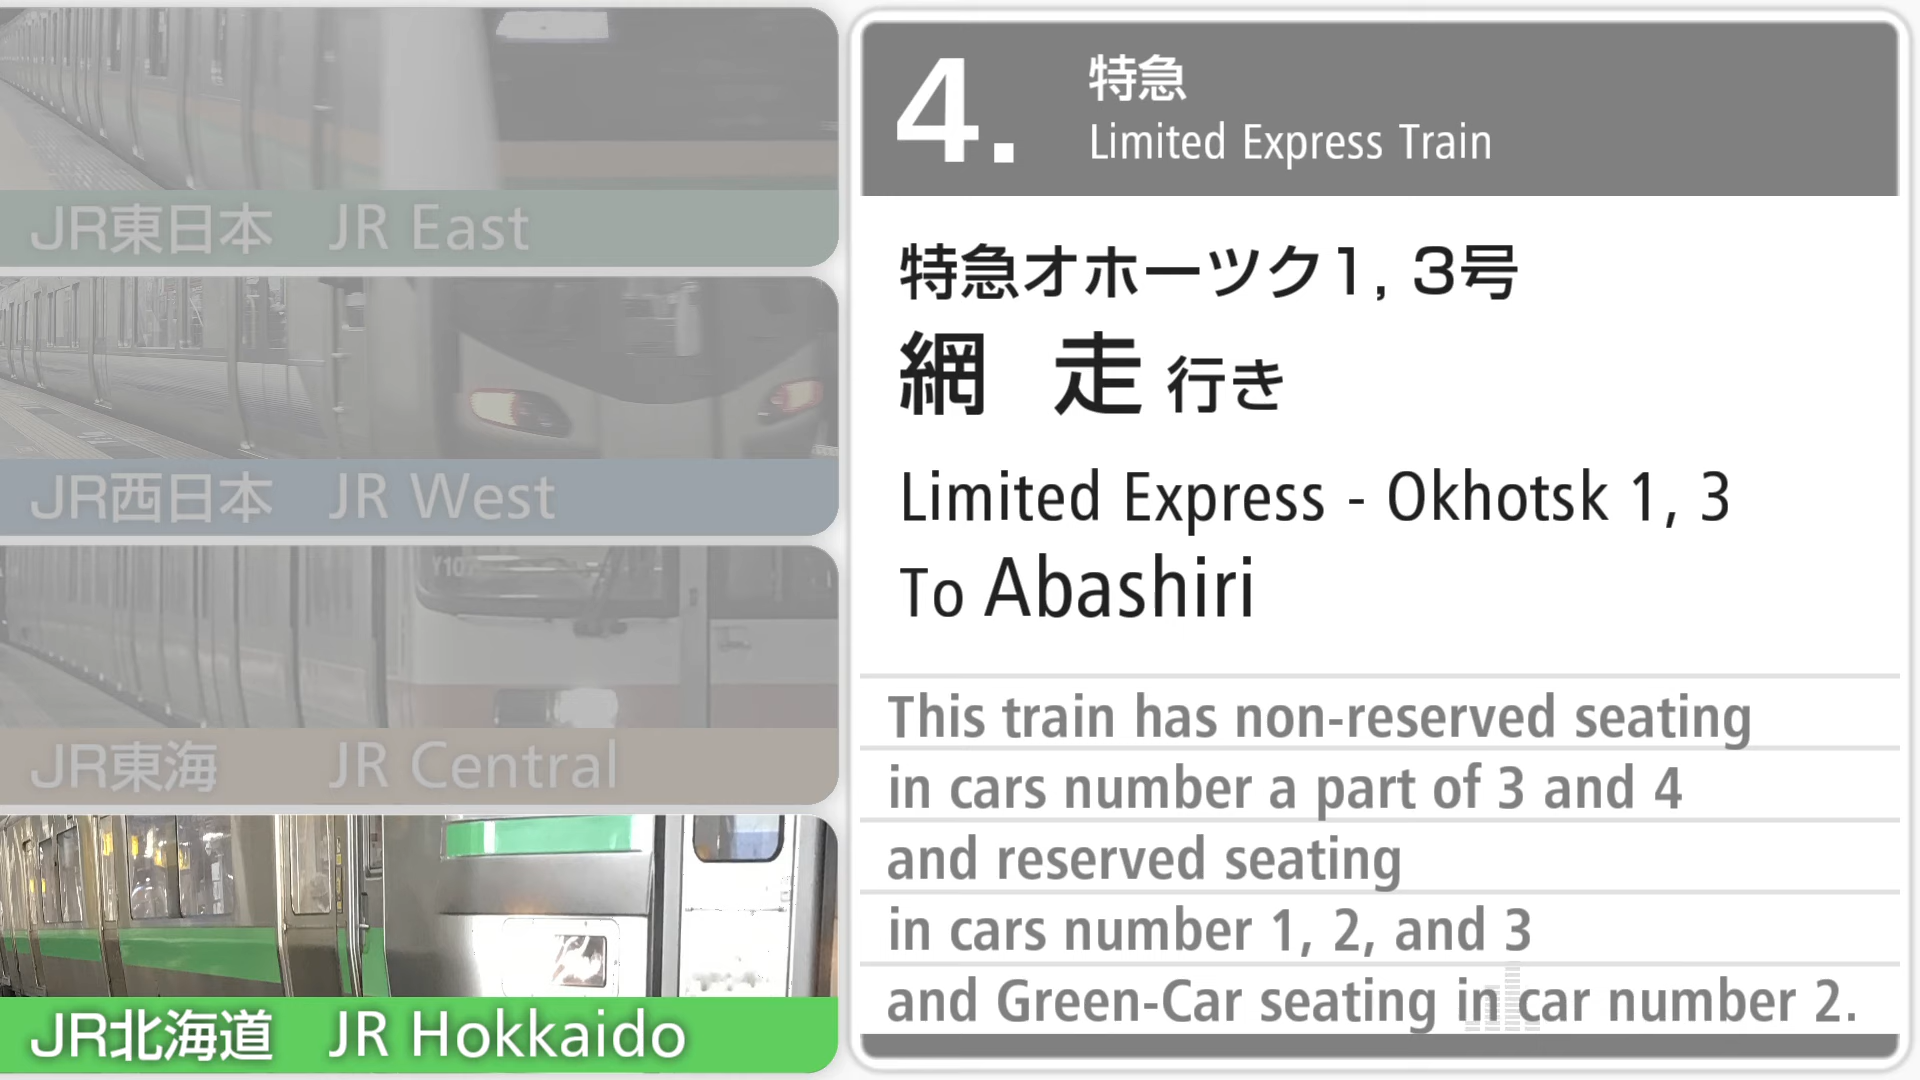 JR東日本 JR East
JR西日本 JR West
Y107
JR東海 JR Central
JR北海道 JR Hokkaido
4.
特急
Limited Express Train
特急オホーツク1, 3号
網 走 行き
Limited Express - Okhotsk 1, 3
To Abashiri
This train has non-reserved seating
in cars number a part of 3 and 4
and reserved seating
in cars number 1, 2, and 3
and Green-Car seating in car number 2.